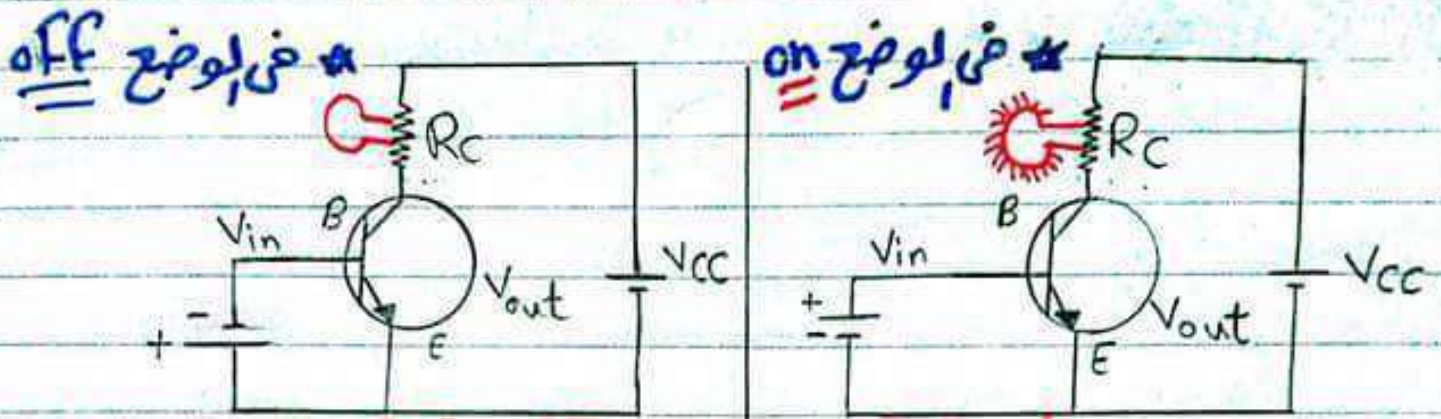 * في الوضع off
RC
B
Vin
Vout
VCC
- +
E
* في الوضع on
RC
B
Vin
Vout
VCC
+ -
E